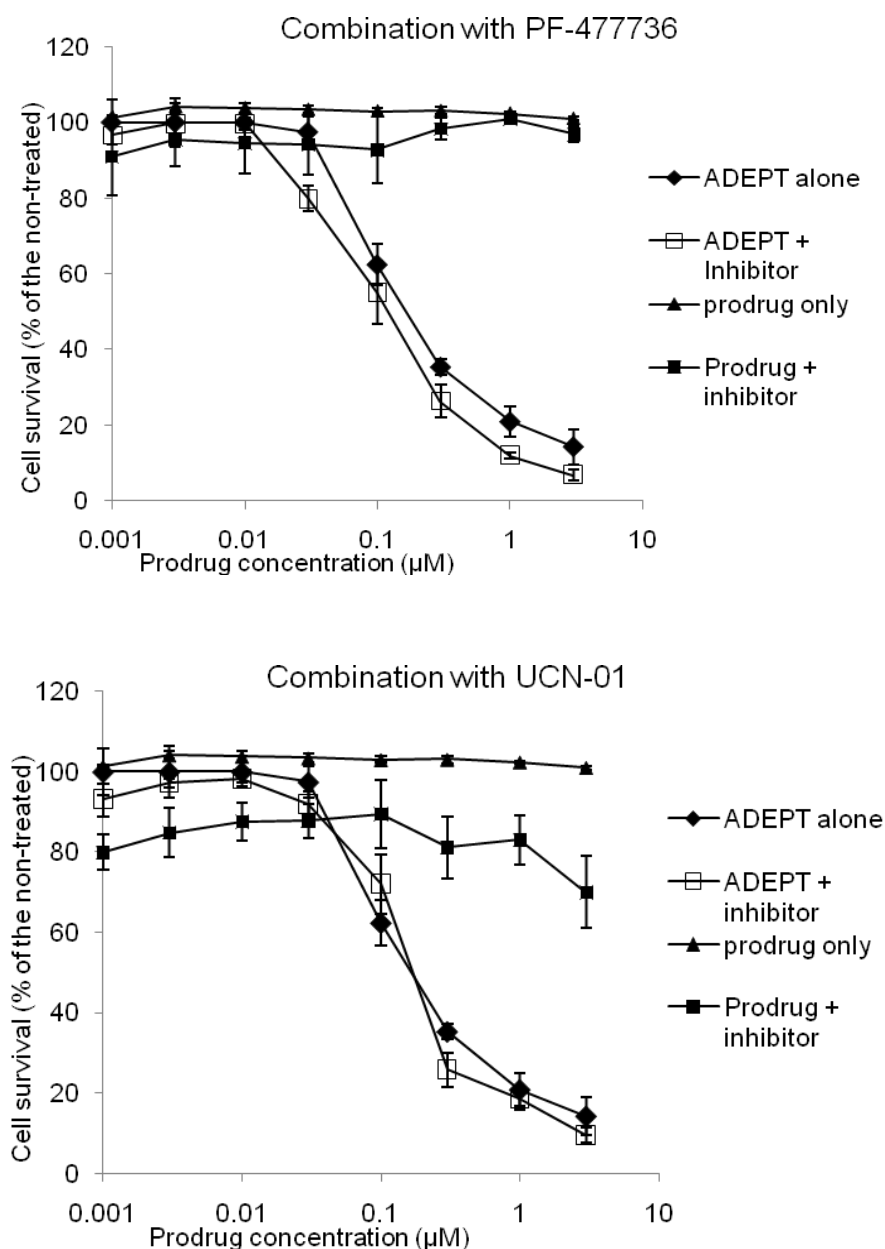 Combination with PF-477736
Cell survival (% of the non-treated)
120
100
80
60
40
20
0
0.001 0.01 0.1 1 10
Prodrug concentration (µM)
ADEPT alone
ADEPT +
Inhibitor
prodrug only
Prodrug +
inhibitor
Combination with UCN-01
Cell survival (% of the non-treated)
120
100
80
60
40
20
0
0.001 0.01 0.1 1 10
Prodrug concentration (µM)
ADEPT alone
ADEPT +
inhibitor
prodrug only
Prodrug +
inhibitor